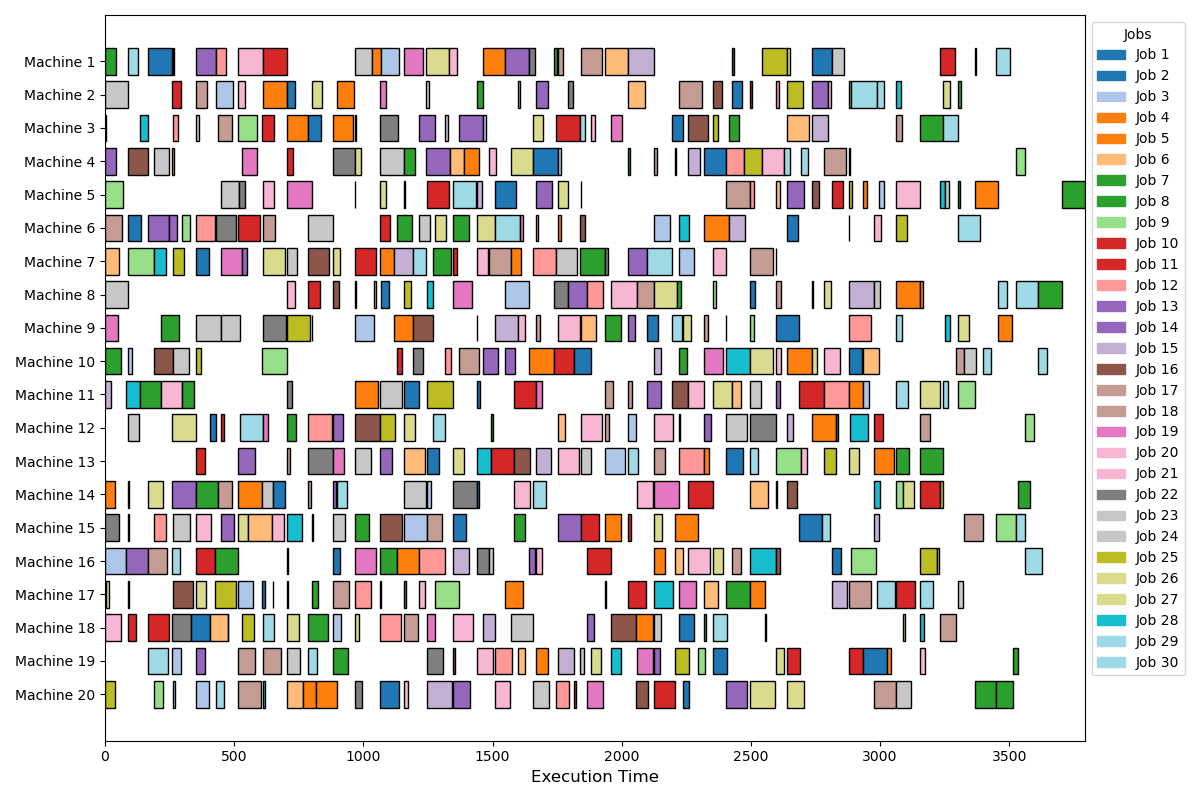 Machine 1
Machine 2
Machine 3
Machine 4
Machine 5
Machine 6
Machine 7
Machine 8
Machine 9
Machine 10
Machine 11
Machine 12
Machine 13
Machine 14
Machine 15
Machine 16
Machine 17
Machine 18
Machine 19
Machine 20
0 500 1000 1500 2000 2500 3000 3500
Execution Time
Jobs
Job 1
Job 2
Job 3
Job 4
Job 5
Job 6
Job 7
Job 8
Job 9
Job 10
Job 11
Job 12
Job 13
Job 14
Job 15
Job 16
Job 17
Job 18
Job 19
Job 20
Job 21
Job 22
Job 23
Job 24
Job 25
Job 26
Job 27
Job 28
Job 29
Job 30